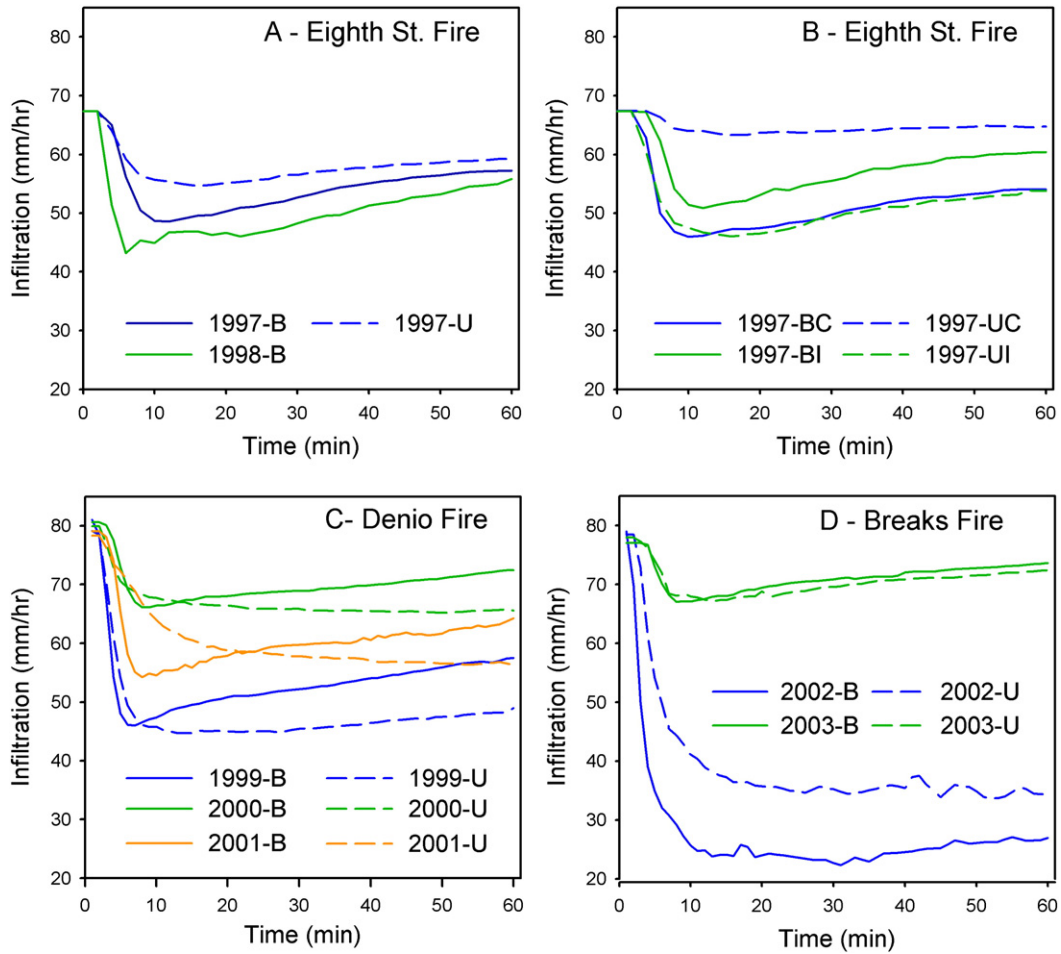 A - Eighth St. Fire
Infiltration (mm/hr)
80
70
60
50
40
30
20
1997-B 1997-U
1998-B
0 10 20 30 40 50 60
Time (min)
B - Eighth St. Fire
Infiltration (mm/hr)
80
70
60
50
40
30
20
1997-BC 1997-UC
1997-BI 1997-UI
0 10 20 30 40 50 60
Time (min)
C- Denio Fire
Infiltration (mm/hr)
80
70
60
50
40
30
20
1999-B 1999-U
2000-B 2000-U
2001-B 2001-U
0 10 20 30 40 50 60
Time (min)
D - Breaks Fire
Infiltration (mm/hr)
80
70
60
50
40
30
20
2002-B 2002-U
2003-B 2003-U
0 10 20 30 40 50 60
Time (min)